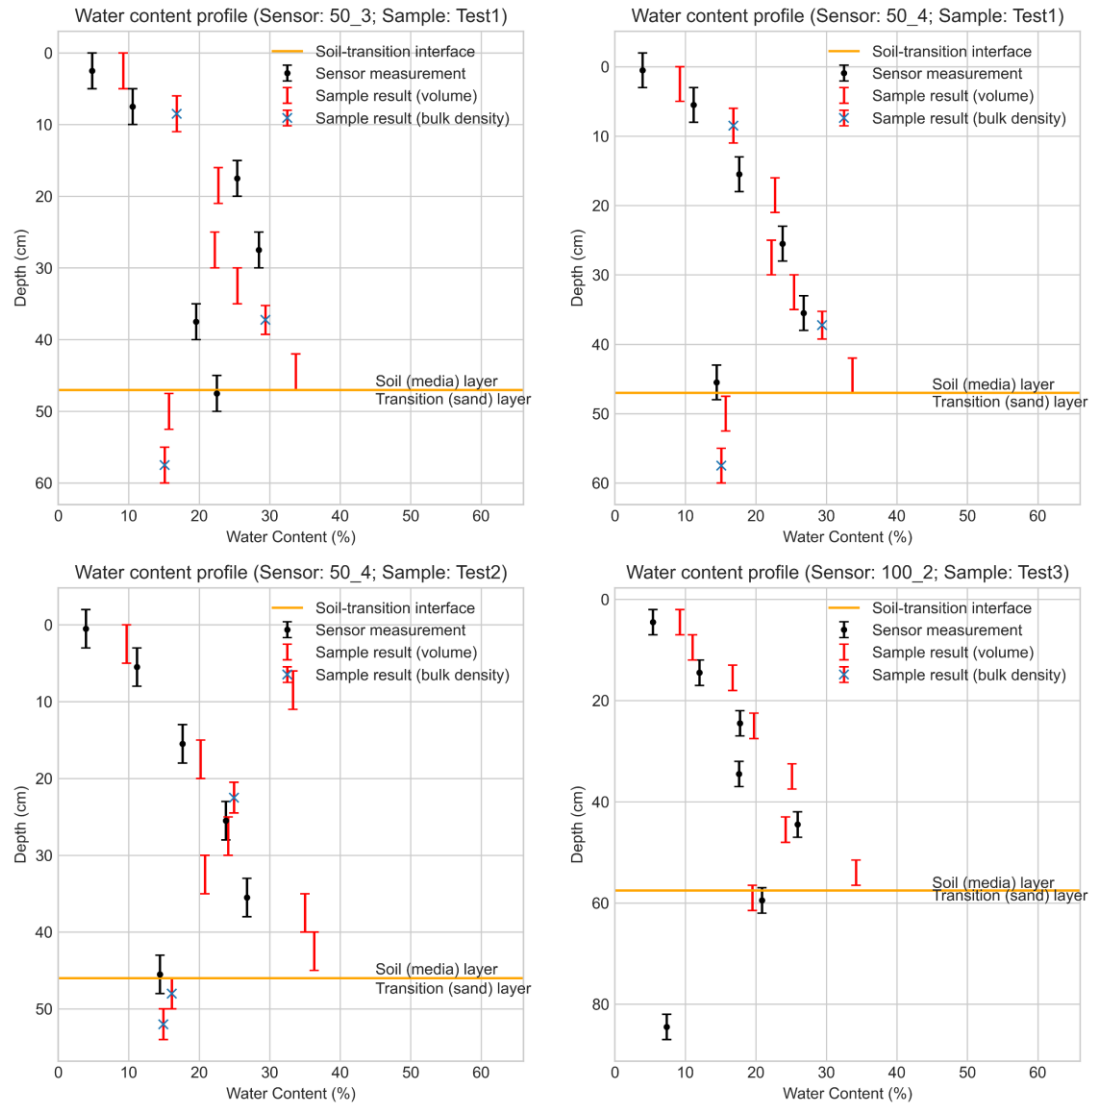 Water content profile (Sensor: 50_3; Sample: Test1)
Soil-transition interface
Sensor measurement
Sample result (volume)
Sample result (bulk density)
0
10
20
30
40
50
60
Depth (cm)
Soil (media) layer
Transition (sand) layer
0 10 20 30 40 50 60
Water Content (%)
Water content profile (Sensor: 50_4; Sample: Test1)
Soil-transition interface
Sensor measurement
Sample result (volume)
Sample result (bulk density)
0
10
20
30
40
50
60
Depth (cm)
Soil (media) layer
Transition (sand) layer
0 10 20 30 40 50 60
Water Content (%)
Water content profile (Sensor: 50_4; Sample: Test2)
Soil-transition interface
Sensor measurement
Sample result (volume)
Sample result (bulk density)
0
10
20
30
40
50
Depth (cm)
Soil (media) layer
Transition (sand) layer
0 10 20 30 40 50 60
Water Content (%)
Water content profile (Sensor: 100_2; Sample: Test3)
Soil-transition interface
Sensor measurement
Sample result (volume)
Sample result (bulk density)
0
20
40
60
80
Depth (cm)
Soil (media) layer
Transition (sand) layer
0 10 20 30 40 50 60
Water Content (%)